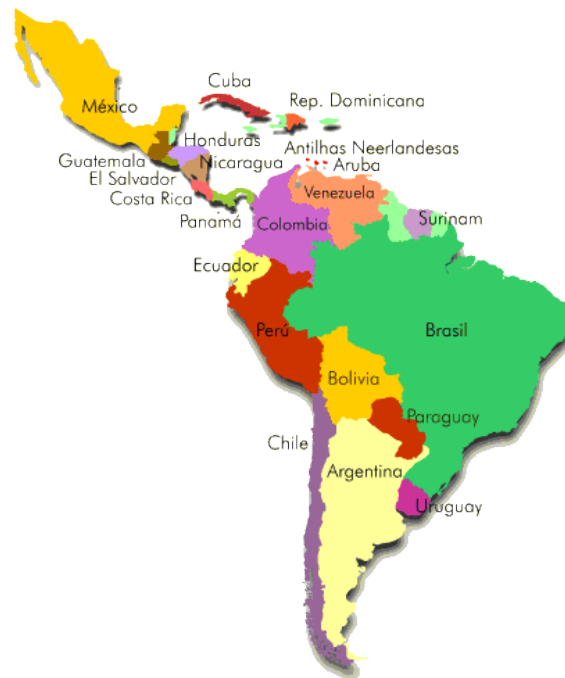 Cuba
Rep. Dominicana
México
Honduras
Antilhas Neerlandesas
Guatemala
Nicaragua
Aruba
El Salvador
Venezuela
Costa Rica
Panamá
Colombia
Surinam
Ecuador
Perú
Brasil
Bolivia
Paraguay
Chile
Argentina
Uruguay